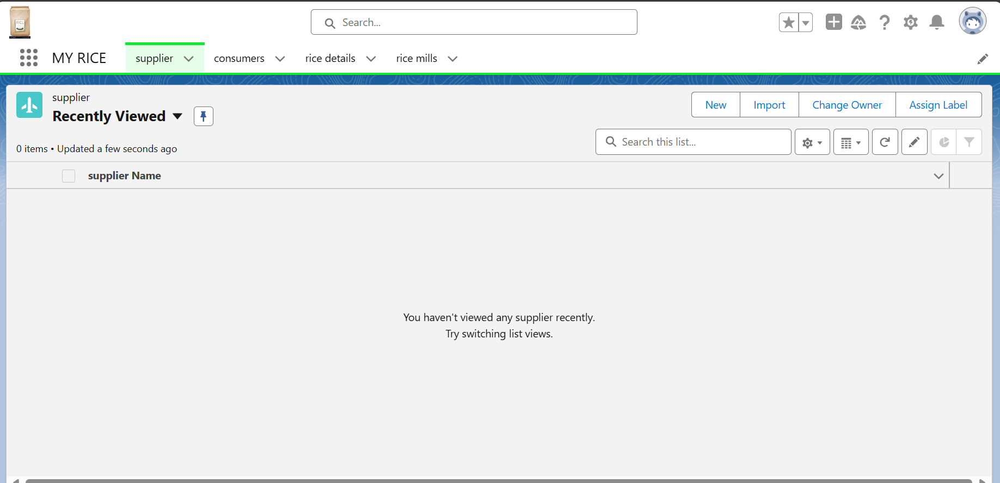 RICE
Search...
MY RICE
supplier
consumers
rice details
rice mills
supplier
Recently Viewed
New
Import
Change Owner
Assign Label
0 items • Updated a few seconds ago
Search this list...
supplier Name
You haven't viewed any supplier recently.
Try switching list views.